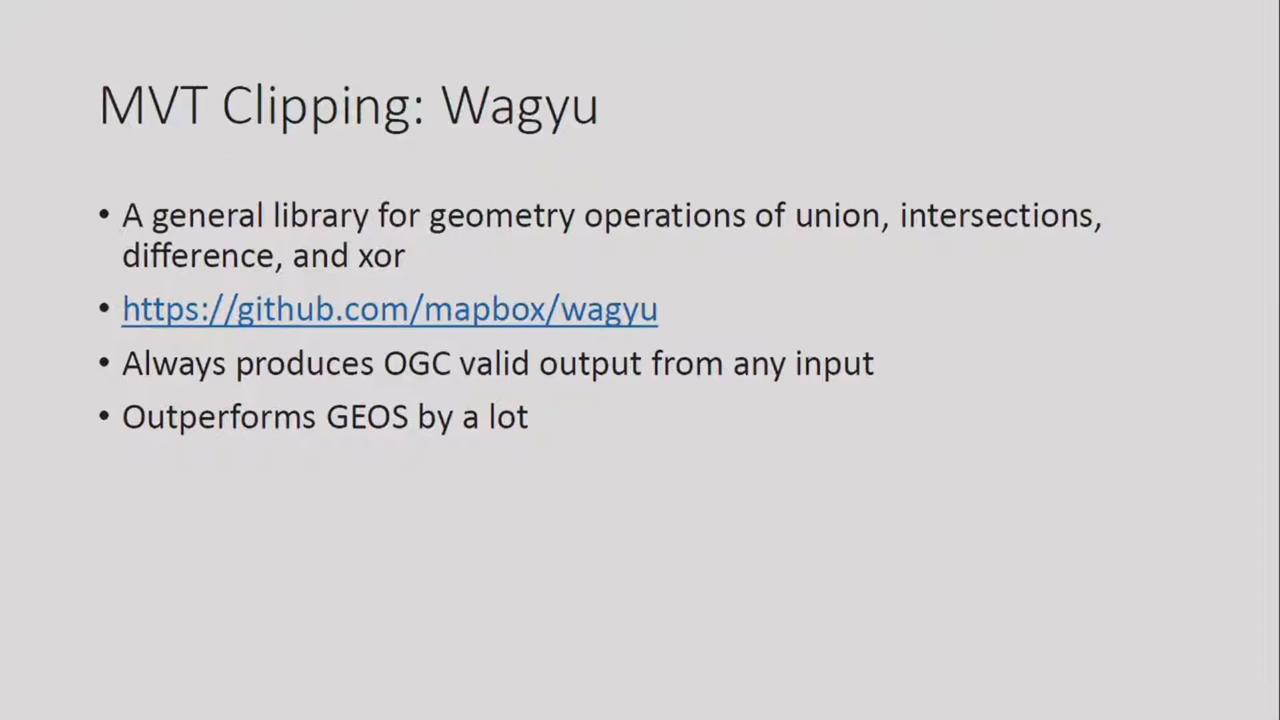 MVT Clipping: Wagyu
• A general library for geometry operations of union, intersections,
difference, and xor
• https://github.com/mapbox/wagyu
• Always produces OGC valid output from any input
• Outperforms GEOS by a lot